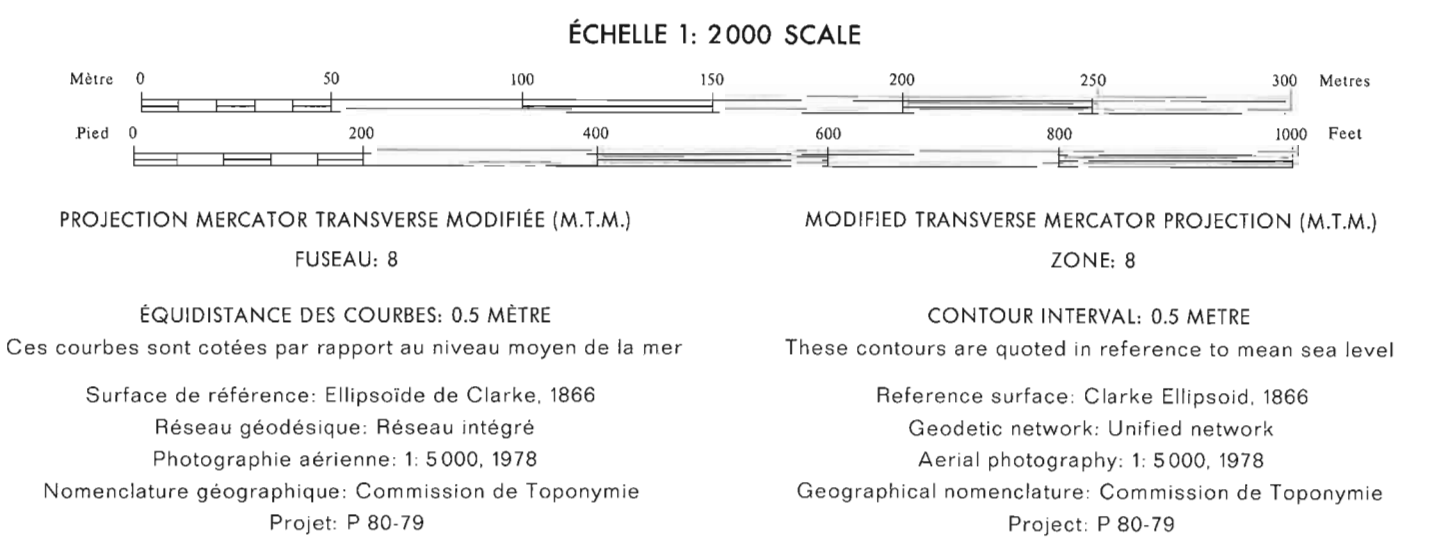 ÉCHELLE 1: 2000 SCALE
Mètre 0 50 100 150 200 250 300 Metres
Pied 0 200 400 600 800 1000 Feet
PROJECTION MERCATOR TRANSVERSE MODIFIÉE (M.T.M.)
FUSEAU: 8
ÉQUIDISTANCE DES COURBES: 0.5 MÈTRE
Ces courbes sont cotées par rapport au niveau moyen de la mer
Surface de référence: Ellipsoïde de Clarke, 1866
Réseau géodésique: Réseau intégré
Photographie aérienne: 1: 5000, 1978
Nomenclature géographique: Commission de Toponymie
Projet: P 80-79
MODIFIED TRANSVERSE MERCATOR PROJECTION (M.T.M.)
ZONE: 8
CONTOUR INTERVAL: 0.5 METRE
These contours are quoted in reference to mean sea level
Reference surface: Clarke Ellipsoid, 1866
Geodetic network: Unified network
Aerial photography: 1: 5000, 1978
Geographical nomenclature: Commission de Toponymie
Project: P 80-79